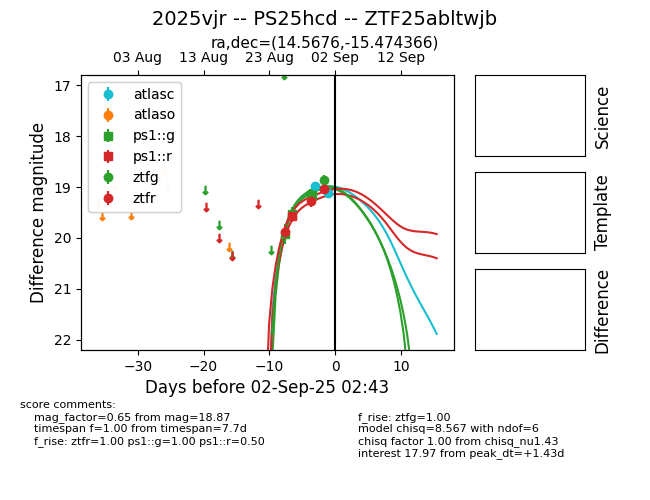 2025vjr -- PS25hcd -- ZTF25abltwjb
ra,dec=(14.5676,-15.474366)
03 Aug 13 Aug 23 Aug 02 Sep 12 Sep
atlasc
atlaso
ps1::g
ps1::r
ztfg
ztfr
17
18
19
20
21
22
Difference magnitude
−30 −20 −10 0 10
Days before 02-Sep-25 02:43
Science
Template
Difference
score comments:
mag_factor=0.65 from mag=18.87
timespan f=1.00 from timespan=7.7d
f_rise: ztfr=1.00 ps1::g=1.00 ps1::r=0.50
f_rise: ztfg=1.00
model chisq=8.567 with ndof=6
chisq factor 1.00 from chisq_nu1.43
interest 17.97 from peak_dt=+1.43d